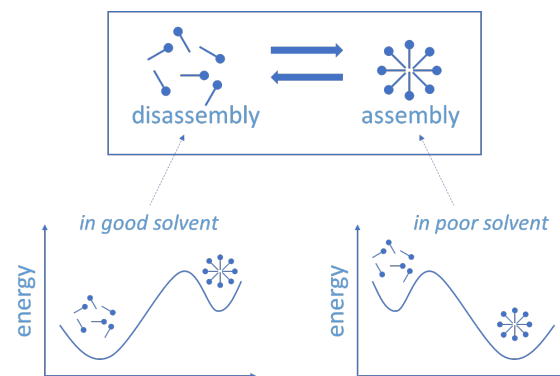 disassembly
assembly
in good solvent
in poor solvent
energy
energy